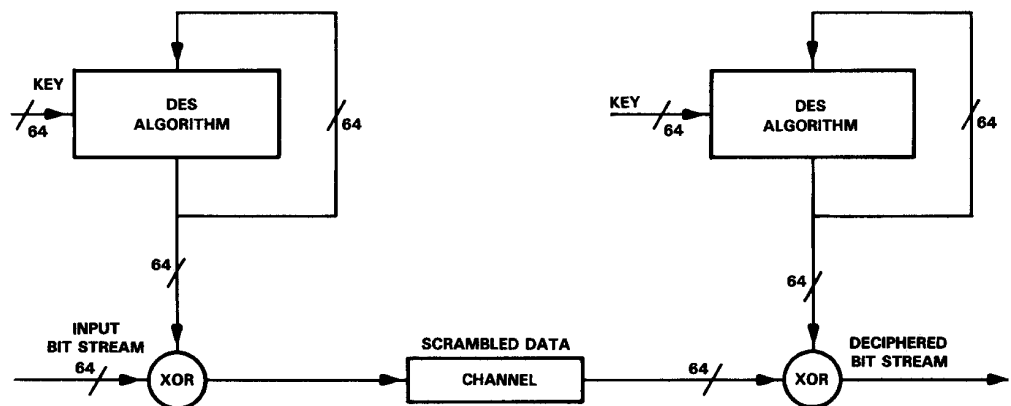 KEY
64
DES
ALGORITHM
64
64
INPUT
BIT STREAM
64
XOR
SCRAMBLED DATA
CHANNEL
KEY
64
DES
ALGORITHM
64
64
64
XOR
DECIPHERED
BIT STREAM